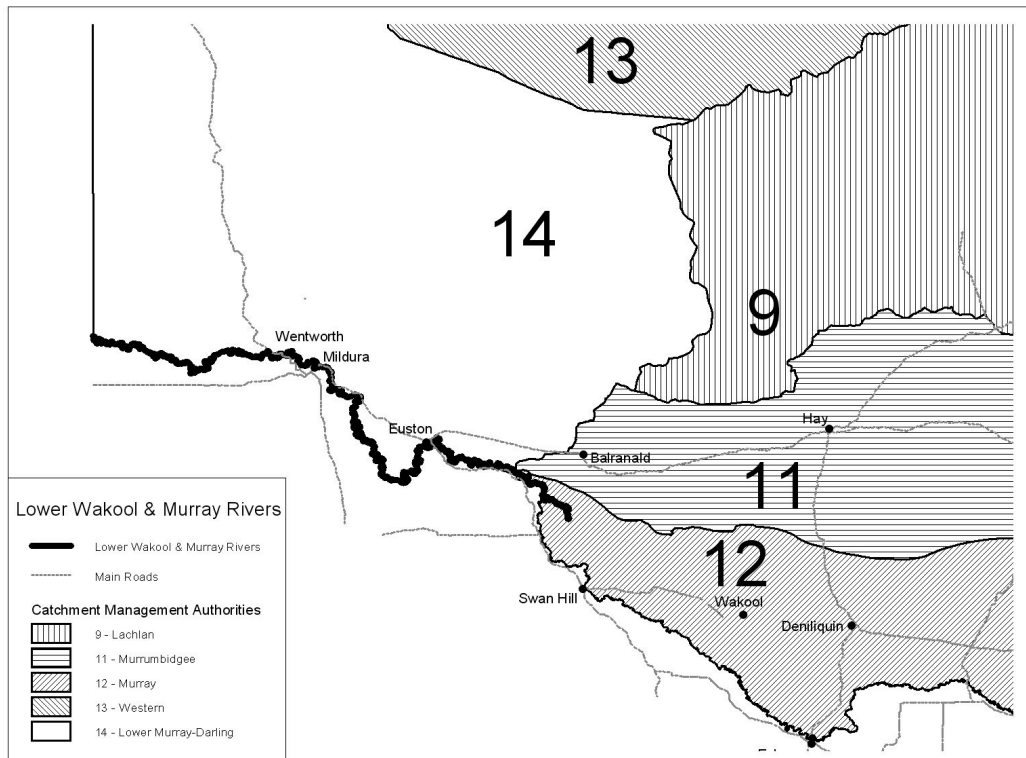 13
14
9
Wentworth
Mildura
Euston
Hay
Balranald
11
12
Swan Hill
Wakool
Deniliquin
Lower Wakool & Murray Rivers
Lower Wakool & Murray Rivers
Main Roads
Catchment Management Authorities
9 - Lachlan
11 - Murrumbidgee
12 - Murray
13 - Western
14 - Lower Murray-Darling